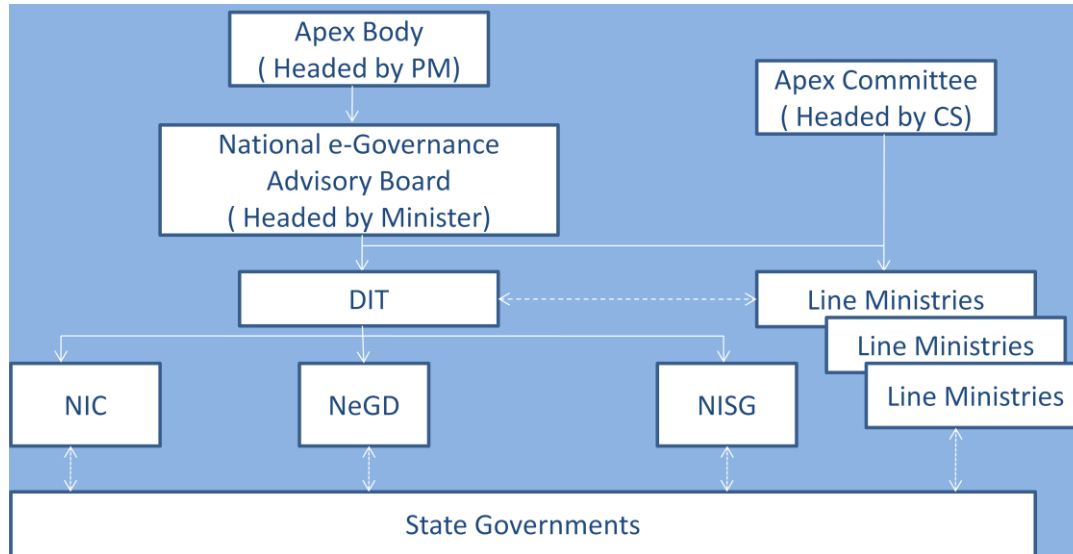 Apex Body
( Headed by PM)
Apex Committee
( Headed by CS)
National e-Governance
Advisory Board
( Headed by Minister)
DIT
Line Ministries
Line Ministries
Line Ministries
NIC
NeGD
NISG
State Governments